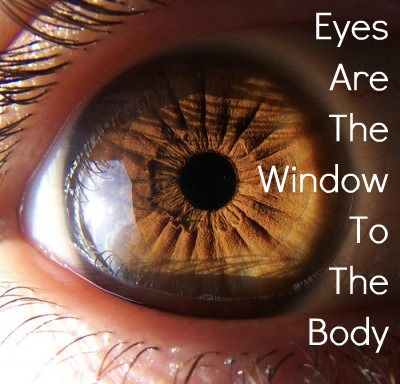 Eyes
Are
The
Window
To
The
Body